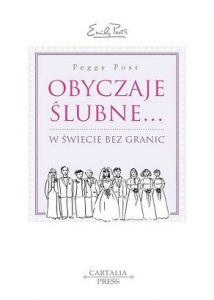 Emily Post
Peggy Post
OBYCZAJE
ŚLUBNE...
W ŚWIECIE BEZ GRANIC
CARTALIA
PRESS